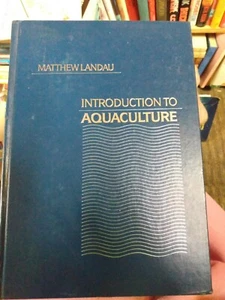 MATTHEW LANDAU
INTRODUCTION TO
AQUACULTURE